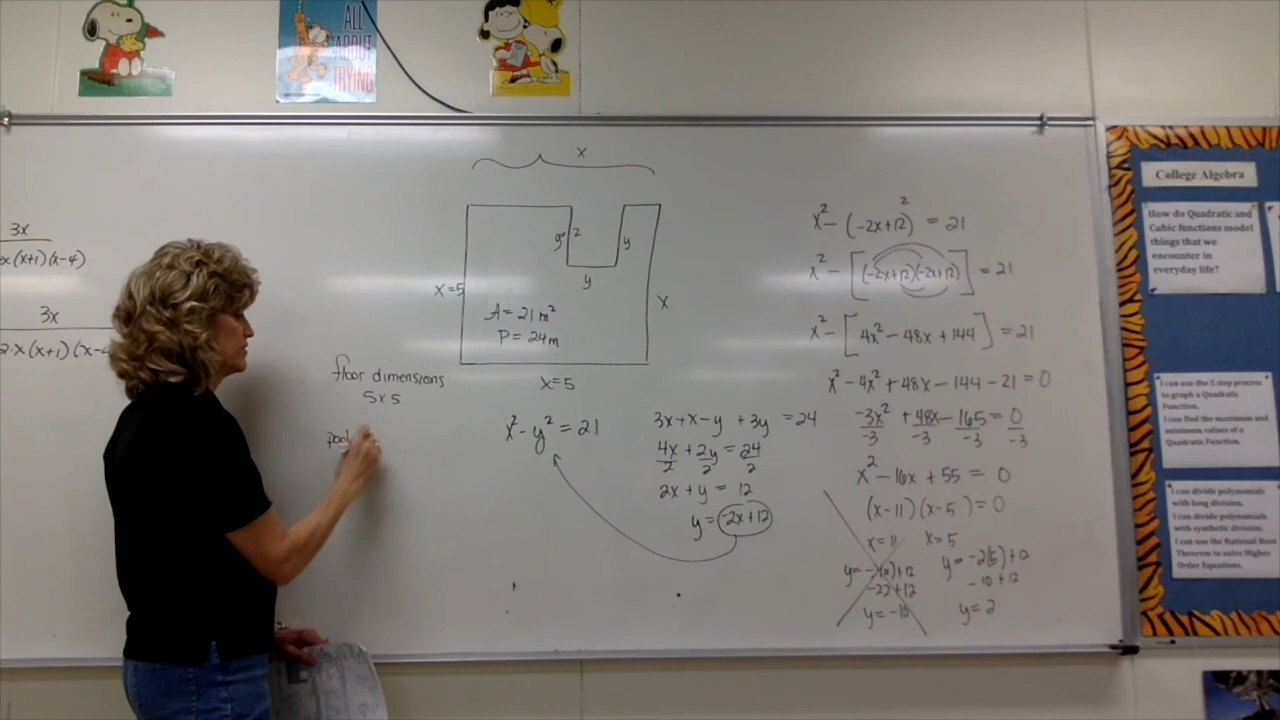 ALL
ABOUT
TRYING
3x
x(x+1)(x-4)
3x
2·x(x+1)(x-4
x
2
y
y
y
x=5
x
A = 21 m²
P = 24m
x=5
floor dimensions
5x5
x² - y² = 21
3x+x-y+3y = 24
4x/2 + 2y/2 = 24/2
2x + y = 12
y = -2x+12
x² - (-2x+12)² = 21
x² - [(-2x+12)(-2x+12)] = 21
x² - [4x² - 48x + 144] = 21
x² - 4x² + 48x - 144 - 21 = 0
-3x²/-3 + 48x/-3 - 165/-3 = 0/-3
x² - 16x + 55 = 0
(x-11)(x-5) = 0
x = 11 x = 5
y = -2(11)+12 y = -2(5)+12
-22+12 -10+12
y = -10 y = 2
College Algebra
How do Quadratic and
Cubic functions model
things that we
encounter in
everyday life?
I can use the 5 step process
to graph a Quadratic
Function.
I can find the maximum and
minimum values of a
Quadratic Function.
I can divide polynomials
with long division.
I can divide polynomials
with synthetic division.
I can use the Rational Root
Theorem to solve Higher
Order Equations.